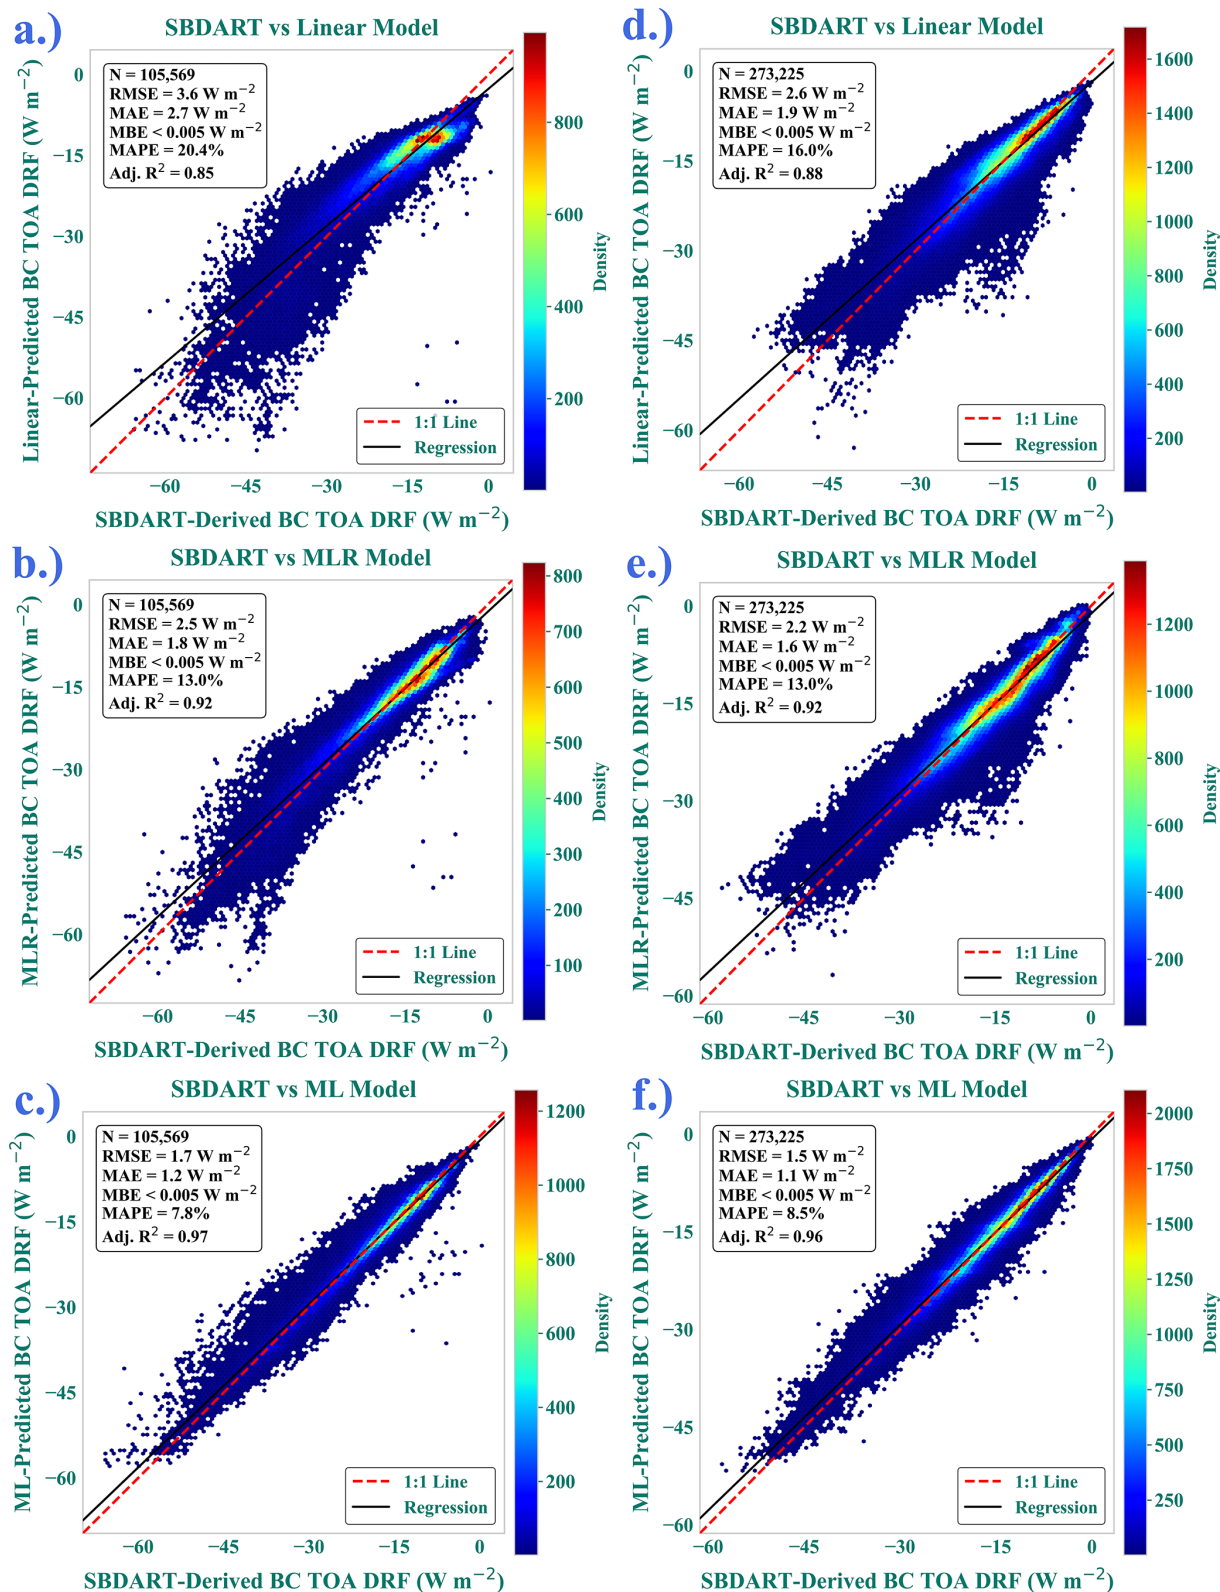 a.)
SBDART vs Linear Model
N = 105,569
RMSE = 3.6 W m−2
MAE = 2.7 W m−2
MBE < 0.005 W m−2
MAPE = 20.4%
Adj. R2 = 0.85
Linear-Predicted BC TOA DRF (W m−2)
0
−15
−30
−45
−60
1:1 Line
Regression
−60 −45 −30 −15 0
SBDART-Derived BC TOA DRF (W m−2)
800
600
400
200
Density
d.)
SBDART vs Linear Model
N = 273,225
RMSE = 2.6 W m−2
MAE = 1.9 W m−2
MBE < 0.005 W m−2
MAPE = 16.0%
Adj. R2 = 0.88
Linear-Predicted BC TOA DRF (W m−2)
0
−15
−30
−45
−60
1:1 Line
Regression
−60 −45 −30 −15 0
SBDART-Derived BC TOA DRF (W m−2)
1600
1400
1200
1000
800
600
400
200
Density
b.)
SBDART vs MLR Model
N = 105,569
RMSE = 2.5 W m−2
MAE = 1.8 W m−2
MBE < 0.005 W m−2
MAPE = 13.0%
Adj. R2 = 0.92
MLR-Predicted BC TOA DRF (W m−2)
0
−15
−30
−45
−60
1:1 Line
Regression
−60 −45 −30 −15 0
SBDART-Derived BC TOA DRF (W m−2)
800
700
600
500
400
300
200
100
Density
e.)
SBDART vs MLR Model
N = 273,225
RMSE = 2.2 W m−2
MAE = 1.6 W m−2
MBE < 0.005 W m−2
MAPE = 13.0%
Adj. R2 = 0.92
MLR-Predicted BC TOA DRF (W m−2)
0
−15
−30
−45
−60
1:1 Line
Regression
−60 −45 −30 −15 0
SBDART-Derived BC TOA DRF (W m−2)
1200
1000
800
600
400
200
Density
c.)
SBDART vs ML Model
N = 105,569
RMSE = 1.7 W m−2
MAE = 1.2 W m−2
MBE < 0.005 W m−2
MAPE = 7.8%
Adj. R2 = 0.97
ML-Predicted BC TOA DRF (W m−2)
0
−15
−30
−45
−60
1:1 Line
Regression
−60 −45 −30 −15 0
SBDART-Derived BC TOA DRF (W m−2)
1200
1000
800
600
400
200
Density
f.)
SBDART vs ML Model
N = 273,225
RMSE = 1.5 W m−2
MAE = 1.1 W m−2
MBE < 0.005 W m−2
MAPE = 8.5%
Adj. R2 = 0.96
ML-Predicted BC TOA DRF (W m−2)
0
−15
−30
−45
−60
1:1 Line
Regression
−60 −45 −30 −15 0
SBDART-Derived BC TOA DRF (W m−2)
2000
1750
1500
1250
1000
750
500
250
Density